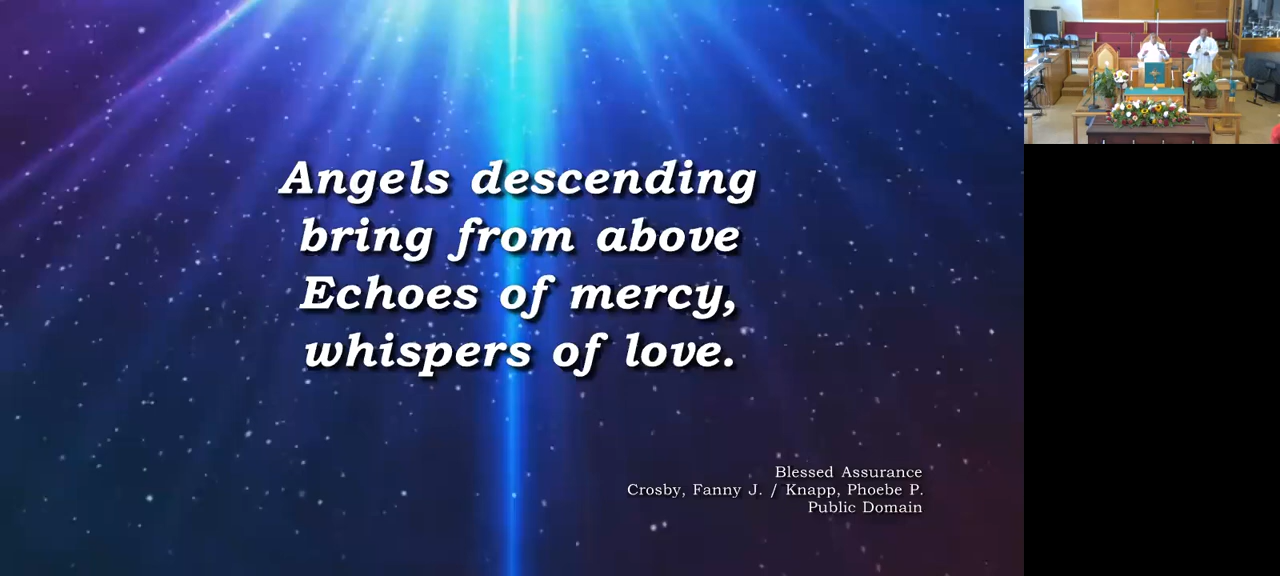 Angels descending
bring from above
Echoes of mercy,
whispers of love.
Blessed Assurance
Crosby, Fanny J. / Knapp, Phoebe P.
Public Domain